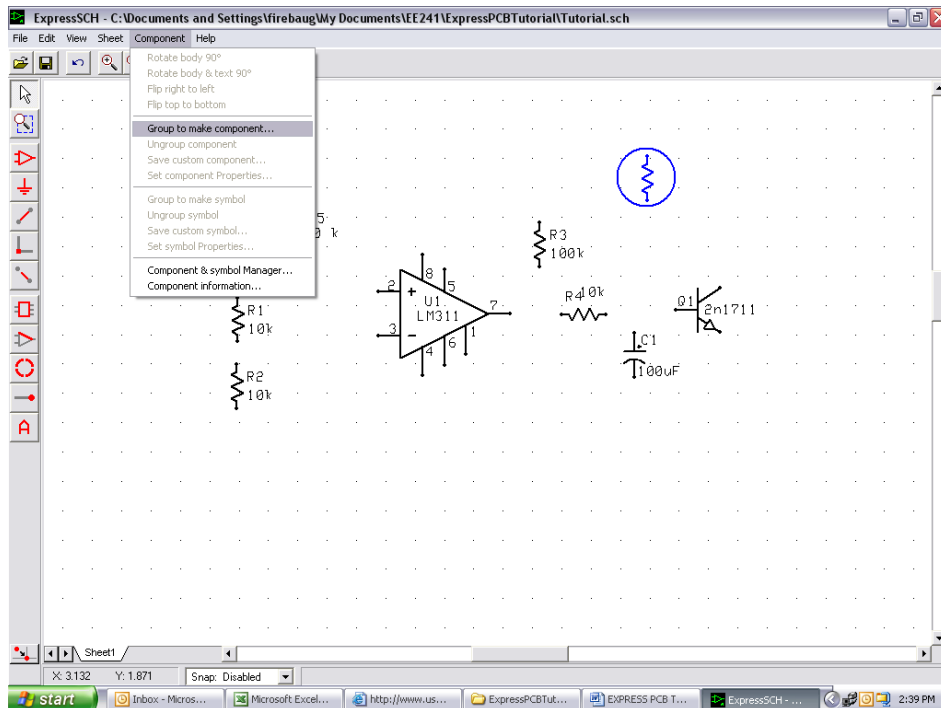 ExpressSCH - C:\Documents and Settings\firebaug\My Documents\EE241\ExpressPCBTutorial\Tutorial.sch
File Edit View Sheet Component Help
Rotate body 90°
Rotate body & text 90°
Flip right to left
Flip top to bottom
Group to make component...
Ungroup component
Save custom component...
Set component Properties...
Group to make symbol
Ungroup symbol
Save custom symbol...
Set symbol Properties...
Component & symbol Manager...
Component information...
5
0 k
R3
100k
R1
10k
R2
10k
8
5
2
+
U1
LM311
7
3
-
1
6
4
R4
10k
Q1
2n1711
C1
100uF
A
Sheet1
X: 3.132 Y: 1.871 Snap: Disabled
start Inbox - Micros... Microsoft Excel... http://www.us... ExpressPCBTut... EXPRESS PCB T... ExpressSCH - ... 2:39 PM